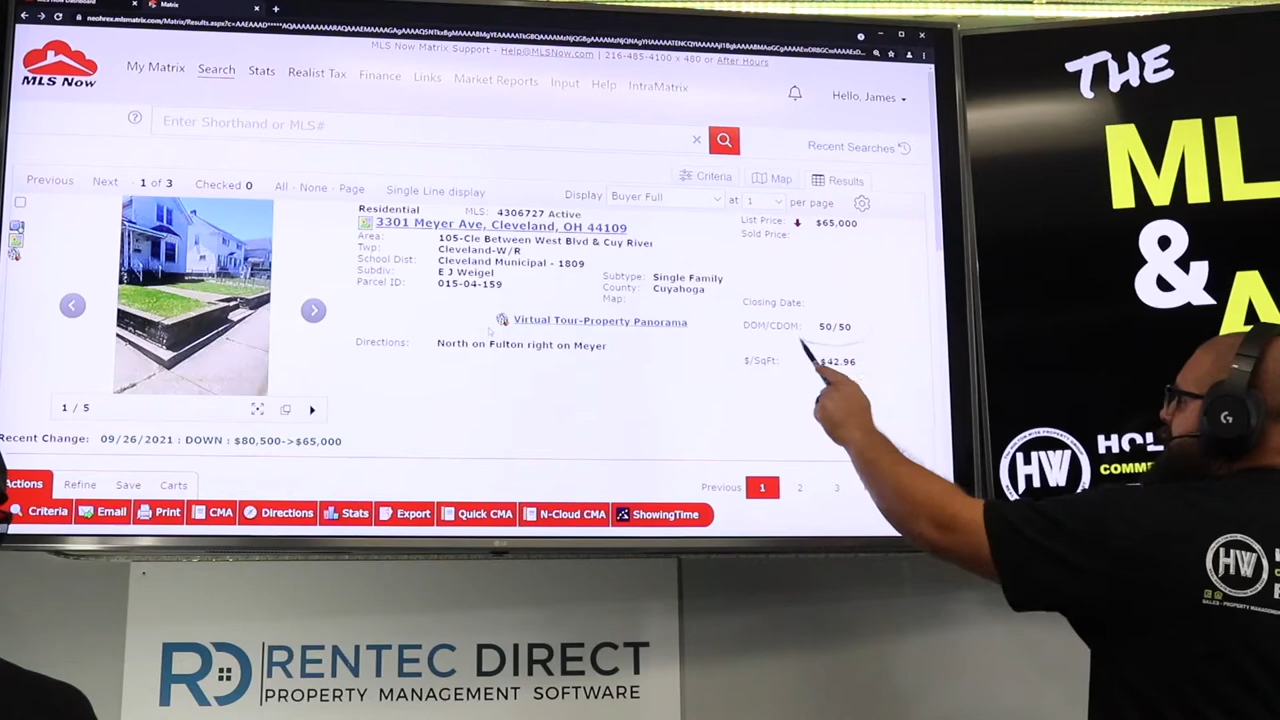 MLS Now Dashboard
Matrix
MLS Now Matrix Support - Help@MLSNow.com | 216-485-4100 x 480 or After Hours
MLS Now
My Matrix Search Stats Realist Tax Finance Links Market Reports Input Help IntraMatrix
Hello, James
Enter Shorthand or MLS#
Recent Searches
Criteria Map Results
Previous Next · 1 of 3 Checked 0 All · None · Page Single Line display Display Buyer Full at 1 per page
Residential MLS: 4306727 Active
3301 Meyer Ave, Cleveland, OH 44109
List Price: $65,000
Sold Price:
Area: 105-Cle Between West Blvd & Cuy River
Twp: Cleveland-W/R
School Dist: Cleveland Municipal - 1809
Subdiv: E J Weigel
Parcel ID: 015-04-159
Subtype: Single Family
County: Cuyahoga
Map:
Closing Date:
Virtual Tour-Property Panorama
DOM/CDOM: 50/50
Directions: North on Fulton right on Meyer
$/SqFt: $42.96
1 / 5
Recent Change: 09/26/2021 : DOWN : $80,500->$65,000
Actions Refine Save Carts
Previous 1 2 3
Criteria Email Print CMA Directions Stats Export Quick CMA N-Cloud CMA ShowingTime
LG
RD RENTEC DIRECT
PROPERTY MANAGEMENT SOFTWARE
THE
&
HW
HW